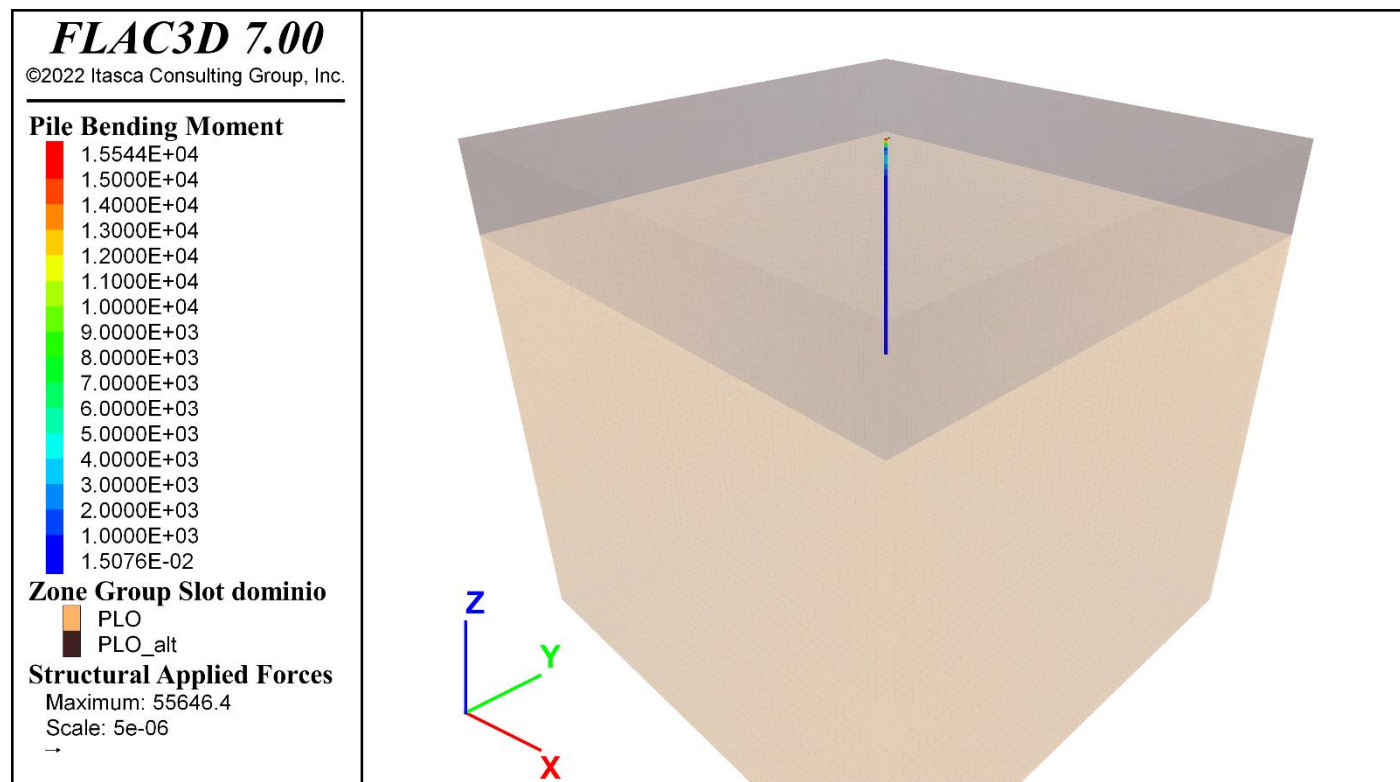 FLAC3D 7.00
©2022 Itasca Consulting Group, Inc.
Pile Bending Moment
1.5544E+04
1.5000E+04
1.4000E+04
1.3000E+04
1.2000E+04
1.1000E+04
1.0000E+04
9.0000E+03
8.0000E+03
7.0000E+03
6.0000E+03
5.0000E+03
4.0000E+03
3.0000E+03
2.0000E+03
1.0000E+03
1.5076E-02
Zone Group Slot dominio
PLO
PLO_alt
Structural Applied Forces
Maximum: 55646.4
Scale: 5e-06
Z
Y
X